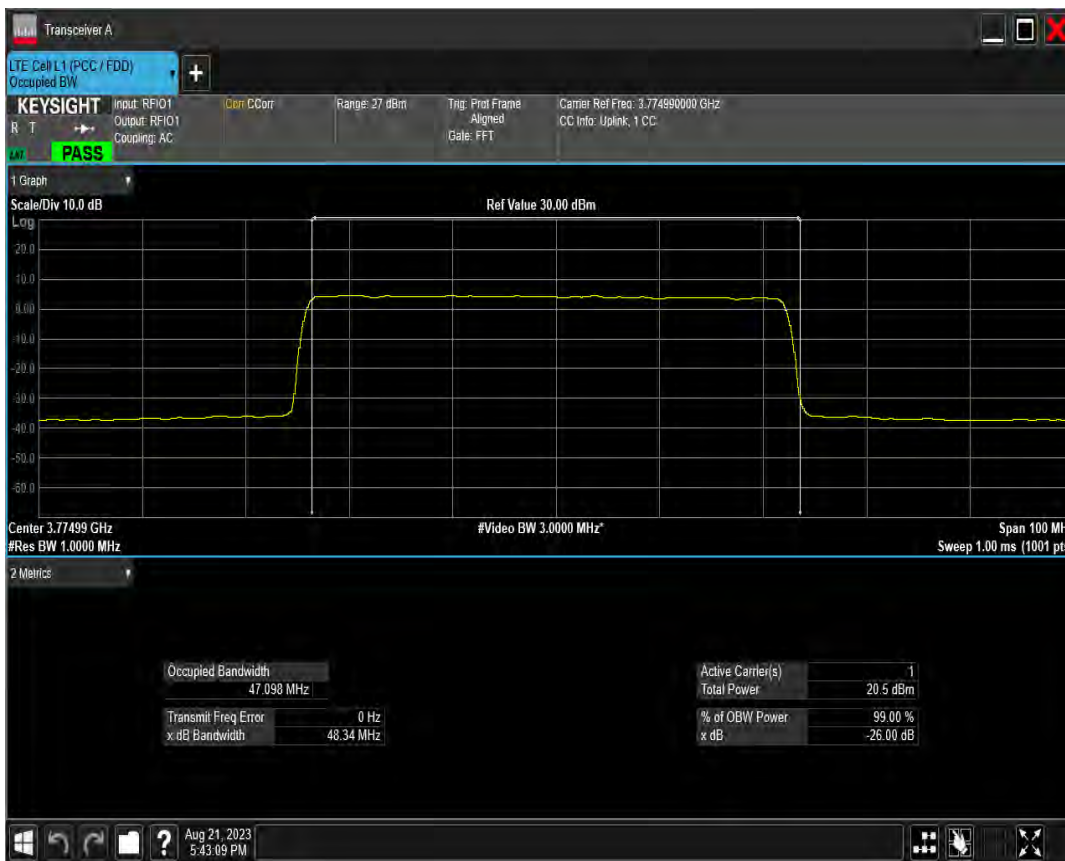 Transceiver A
LTE Cell L1 (PCC / FDD)
Occupied BW
+
KEYSIGHT
R T
PASS
Input: RFIO1
Output: RFIO1
Coupling: AC
Corr CCorr
Range: 27 dBm
Trig: Prot Frame
Aligned
Gate: FFT
Carrier Ref Freq: 3.774990000 GHz
CC Info: Uplink, 1 CC
1 Graph
Scale/Div 10.0 dB
Ref Value 30.00 dBm
Log
20.0
10.0
0.00
-10.0
-20.0
-30.0
-40.0
-50.0
-60.0
Center 3.77499 GHz
#Video BW 3.0000 MHz*
Span 100 MH
#Res BW 1.0000 MHz
Sweep 1.00 ms (1001 pts
2 Metrics
Occupied Bandwidth
47.098 MHz
Transmit Freq Error 0 Hz
x dB Bandwidth 48.34 MHz
Active Carrier(s) 1
Total Power 20.5 dBm
% of OBW Power 99.00 %
x dB -26.00 dB
?
Aug 21, 2023
5:43:09 PM